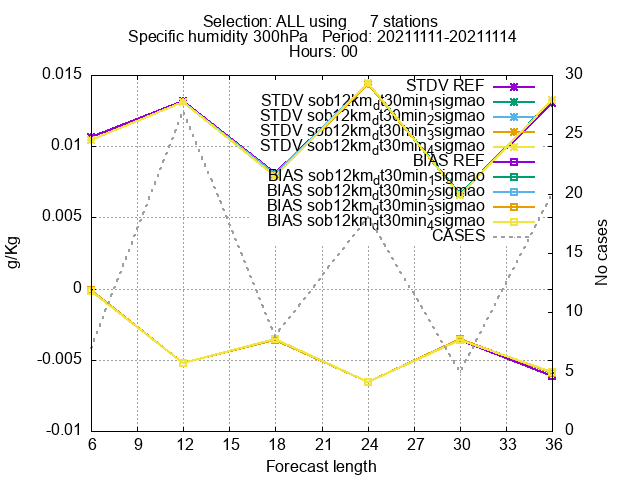 Selection: ALL using     7 stations
Specific humidity 300hPa   Period: 20211111-20211114
Hours: 00
0.015
0.01
0.005
0
-0.005
-0.01
g/Kg
STDV REF
STDV sob12km_dt30min_1sigmao
STDV sob12km_dt30min_2sigmao
STDV sob12km_dt30min_3sigmao
STDV sob12km_dt30min_4sigmao
BIAS REF
BIAS sob12km_dt30min_1sigmao
BIAS sob12km_dt30min_2sigmao
BIAS sob12km_dt30min_3sigmao
BIAS sob12km_dt30min_4sigmao
CASES
30
25
20
15
10
5
0
No cases
6 9 12 15 18 21 24 27 30 33 36
Forecast length